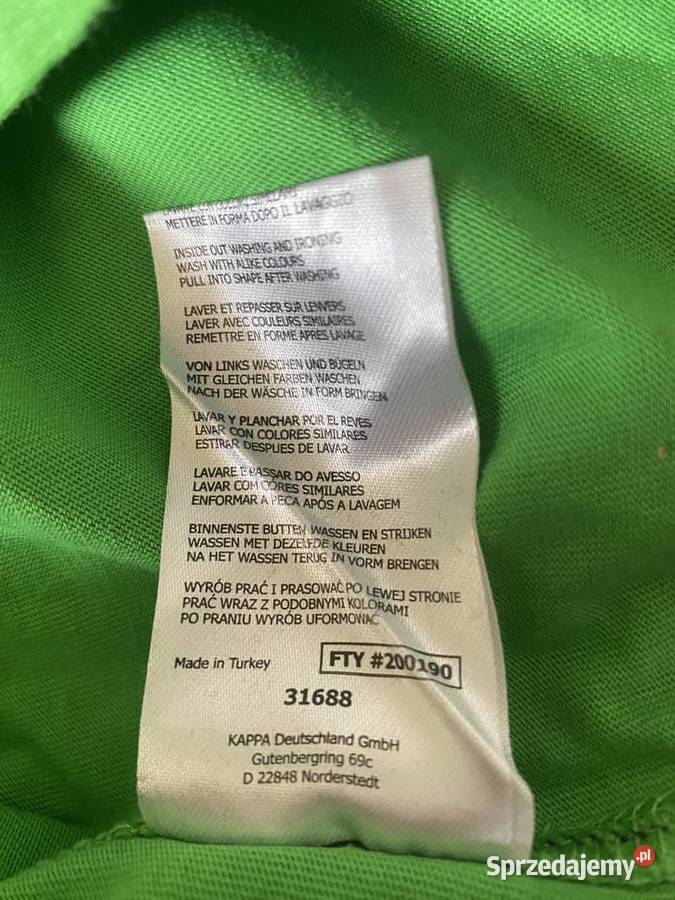 METTERE IN FORMA DOPO IL LAVAGGIO
INSIDE OUT WASHING AND IRONING
WASH WITH ALIKE COLOURS
PULL INTO SHAPE AFTER WASHING
LAVER ET REPASSER SUR L'ENVERS
LAVER AVEC COULEURS SIMILAIRES
REMETTRE EN FORME APRES LAVAGE
VON LINKS WASCHEN UND BÜGELN
MIT GLEICHEN FARBEN WASCHEN
NACH DER WÄSCHE IN FORM BRINGEN
LAVAR Y PLANCHAR POR EL REVES
LAVAR CON COLORES SIMILARES
ESTIRAR DESPUES DE LAVAR
LAVARE E PASSAR DO AVESSO
LAVAR COM CORES SIMILARES
ENFORMAR A PECA APÓS A LAVAGEM
BINNENSTE BUTTEN WASSEN EN STRIJKEN
WASSEN MET DEZELFDE KLEUREN
NA HET WASSEN TERUG IN VORM BRENGEN
WYRÓB PRAĆ I PRASOWAĆ PO LEWEJ STRONIE
PRAĆ WRAZ Z PODOBNYMI KOLORAMI
PO PRANIU WYRÓB UFORMOWAĆ
Made in Turkey
FTY #200190
31688
KAPPA Deutschland GmbH
Gutenbergring 69c
D 22848 Norderstedt
Sprzedajemy.pl